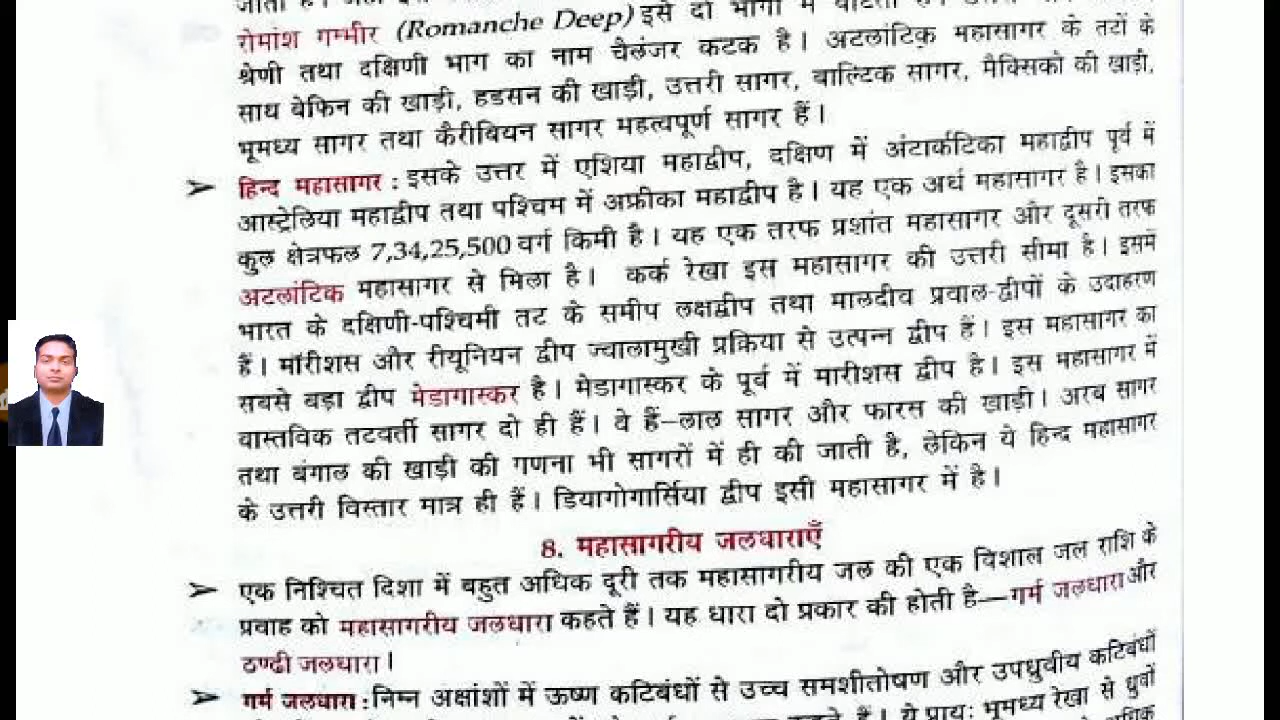 रोमांश गम्भीर (Romanche Deep) इसे दो भागों में
श्रेणी तथा दक्षिणी भाग का नाम चैलंजर कटक है। अटलांटिक महासागर के तटों के
साथ बेफिन की खाड़ी, हडसन की खाड़ी, उत्तरी सागर, बाल्टिक सागर, मैक्सिको की खाड़ी,
भूमध्य सागर तथा कैरीबियन सागर महत्वपूर्ण सागर हैं।
➢ हिन्द महासागर : इसके उत्तर में एशिया महाद्वीप, दक्षिण में अंटार्कटिका महाद्वीप पूर्व में
आस्ट्रेलिया महाद्वीप तथा पश्चिम में अफ्रीका महाद्वीप है। यह एक अर्ध महासागर है। इसका
कुल क्षेत्रफल 7,34,25,500 वर्ग किमी है। यह एक तरफ प्रशांत महासागर और दूसरी तरफ
अटलांटिक महासागर से मिला है। कर्क रेखा इस महासागर की उत्तरी सीमा है। इसमें
भारत के दक्षिणी-पश्चिमी तट के समीप लक्षद्वीप तथा मालदीव प्रवाल-द्वीपों के उदाहरण
हैं। मॉरीशस और रीयूनियन द्वीप ज्वालामुखी प्रक्रिया से उत्पन्न द्वीप हैं। इस महासागर का
सबसे बड़ा द्वीप मेडागास्कर है। मेडागास्कर के पूर्व में मारीशस द्वीप है। इस महासागर में
वास्तविक तटवर्ती सागर दो ही हैं। वे हैं–लाल सागर और फारस की खाड़ी। अरब सागर
तथा बंगाल की खाड़ी की गणना भी सागरों में ही की जाती है, लेकिन ये हिन्द महासागर
के उत्तरी विस्तार मात्र ही हैं। डियागोगार्सिया द्वीप इसी महासागर में है।
8. महासागरीय जलधाराएँ
➢ एक निश्चित दिशा में बहुत अधिक दूरी तक महासागरीय जल की एक विशाल जल राशि के
प्रवाह को महासागरीय जलधारा कहते हैं। यह धारा दो प्रकार की होती है—गर्म जलधारा और
ठण्ढी जलधारा।
➢ गर्म जलधारा : निम्न अक्षांशों में ऊष्ण कटिबंधों से उच्च समशीतोषण और उपध्रुवीय कटिबंधों
हैं। ये प्रायः भूमध्य रेखा से ध्रुवों